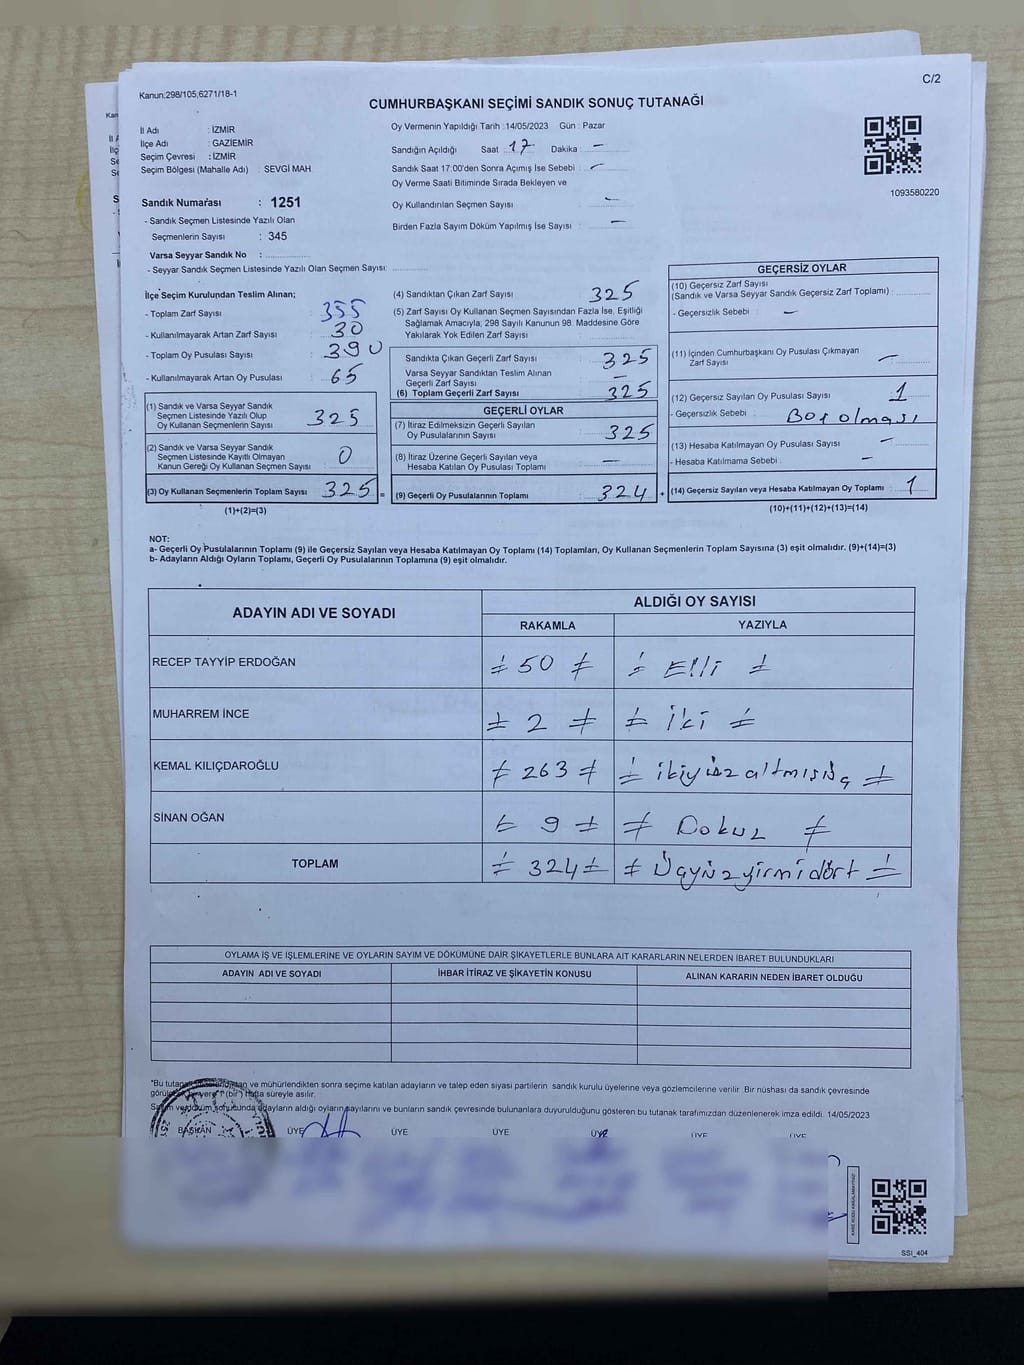 C/2
Kanun:298/105,6271/18-1
CUMHURBAŞKANI SEÇİMİ SANDIK SONUÇ TUTANAĞI
İl Adı : İZMİR
İlçe Adı : GAZİEMİR
Seçim Çevresi : İZMİR
Seçim Bölgesi (Mahalle Adı) : SEVGİ MAH
Oy Vermenin Yapıldığı Tarih :14/05/2023 Gün : Pazar
Sandığın Açıldığı Saat : 17 Dakika : -
Sandık Saat 17:00'den Sonra Açımış İse Sebebi : -
Oy Verme Saati Bitiminde Sırada Bekleyen ve
Oy Kullandırılan Seçmen Sayısı : -
Birden Fazla Sayım Döküm Yapılmış İse Sayısı : -
1093580220
Sandık Numarası : 1251
- Sandık Seçmen Listesinde Yazılı Olan
Seçmenlerin Sayısı : 345
Varsa Seyyar Sandık No :
- Seyyar Sandık Seçmen Listesinde Yazılı Olan Seçmen Sayısı:
İlçe Seçim Kurulundan Teslim Alınan;
- Toplam Zarf Sayısı : 355
- Kullanılmayarak Artan Zarf Sayısı : 30
- Toplam Oy Pusulası Sayısı : 390
- Kullanılmayarak Artan Oy Pusulası : 65
(1) Sandık ve Varsa Seyyar Sandık
Seçmen Listesinde Yazılı Olup
Oy Kullanan Seçmenlerin Sayısı : 325
(2) Sandık ve Varsa Seyyar Sandık
Seçmen Listesinde Kayıtlı Olmayan
Kanun Gereği Oy Kullanan Seçmen Sayısı : 0
(3) Oy Kullanan Seçmenlerin Toplam Sayısı : 325 =
(1)+(2)=(3)
(4) Sandıktan Çıkan Zarf Sayısı : 325
(5) Zarf Sayısı Oy Kullanan Seçmen Sayısından Fazla İse, Eşitliği
Sağlamak Amacıyla; 298 Sayılı Kanunun 98. Maddesine Göre
Yakılarak Yok Edilen Zarf Sayısı :
Sandıkta Çıkan Geçerli Zarf Sayısı : 325
Varsa Seyyar Sandıktan Teslim Alınan
Geçerli Zarf Sayısı : -
(6) Toplam Geçerli Zarf Sayısı : 325
GEÇERLİ OYLAR
(7) İtiraz Edilmeksizin Geçerli Sayılan
Oy Pusulalarının Sayısı : 325
(8) İtiraz Üzerine Geçerli Sayılan veya
Hesaba Katılan Oy Pusulası Toplamı : -
(9) Geçerli Oy Pusulalarının Toplamı : 324 +
GEÇERSİZ OYLAR
(10) Geçersiz Zarf Sayısı
(Sandık ve Varsa Seyyar Sandık Geçersiz Zarf Toplamı) :
- Geçersizlik Sebebi : -
(11) İçinden Cumhurbaşkanı Oy Pusulası Çıkmayan
Zarf Sayısı : -
(12) Geçersiz Sayılan Oy Pusulası Sayısı : 1
- Geçersizlik Sebebi : Boş olması
(13) Hesaba Katılmayan Oy Pusulası Sayısı : -
- Hesaba Katılmama Sebebi : -
(14) Geçersiz Sayılan veya Hesaba Katılmayan Oy Toplamı : 1
(10)+(11)+(12)+(13)=(14)
NOT:
a- Geçerli Oy Pusulalarının Toplamı (9) ile Geçersiz Sayılan veya Hesaba Katılmayan Oy Toplamı (14) Toplamları, Oy Kullanan Seçmenlerin Toplam Sayısına (3) eşit olmalıdır. (9)+(14)=(3)
b- Adayların Aldığı Oyların Toplamı, Geçerli Oy Pusulalarının Toplamına (9) eşit olmalıdır.
ADAYIN ADI VE SOYADI ALDIĞI OY SAYISI
RAKAMLA YAZIYLA
RECEP TAYYİP ERDOĞAN 50 Elli
MUHARREM İNCE 2 iki
KEMAL KILIÇDAROĞLU 263 ikiyüz altmışüç
SİNAN OĞAN 9 Dokuz
TOPLAM 324 Üçyüzyirmidört
OYLAMA İŞ VE İŞLEMLERİNE VE OYLARIN SAYIM VE DÖKÜMÜNE DAİR ŞİKAYETLERLE BUNLARA AİT KARARLARIN NELERDEN İBARET BULUNDUKLARI
ADAYIN ADI VE SOYADI İHBAR İTİRAZ VE ŞİKAYETİN KONUSU ALINAN KARARIN NEDEN İBARET OLDUĞU
ve mühürlendikten sonra seçime katılan adayların ve talep eden siyasi partilerin sandık kurulu üyelerine veya gözlemcilerine verilir. Bir nüshası da sandık çevresinde
1 (bir) hafta süreyle asılır.
adayların aldığı oyların sayılarını ve bunların sandık çevresinde bulunanlara duyurulduğunu gösteren bu tutanak tarafımızdan düzenlenerek imza edildi. 14/05/2023
BAŞKAN ÜYE ÜYE ÜYE ÜYE ÜYE ÜYE
SSI_404